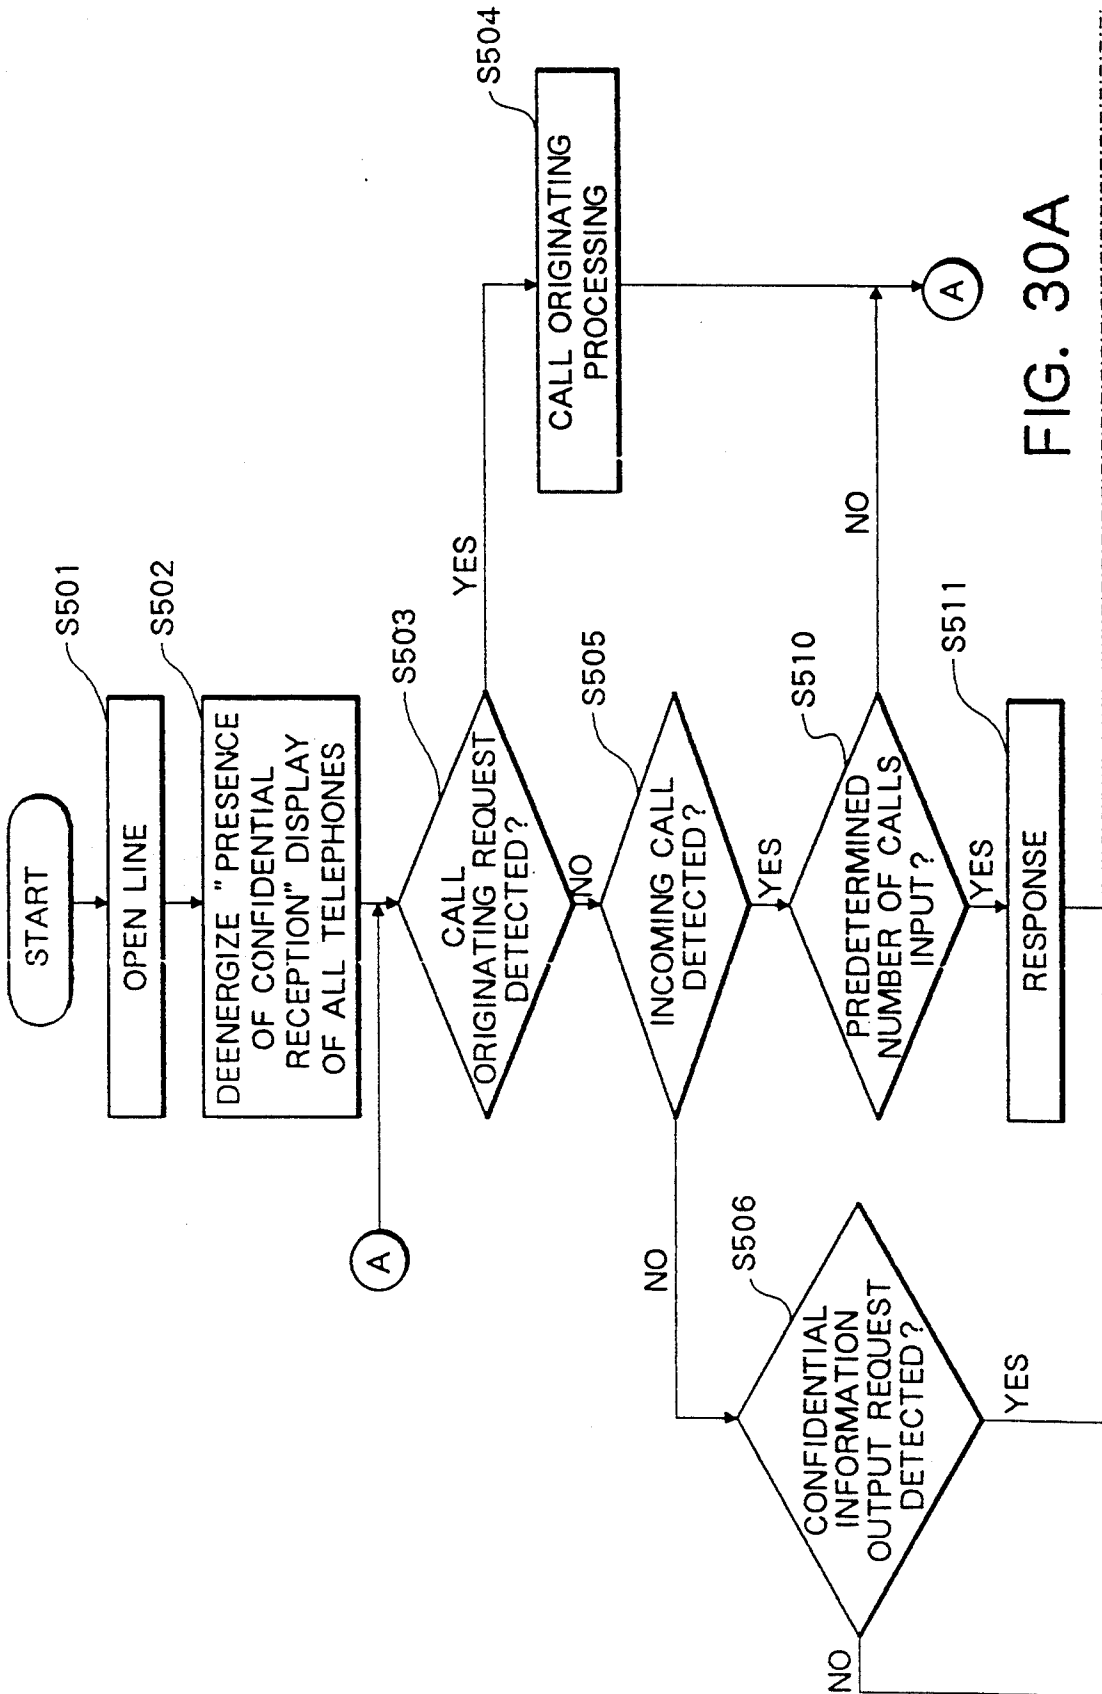 START
S501
OPEN LINE
S502
DEENERGIZE "PRESENCE
OF CONFIDENTIAL
RECEPTION" DISPLAY
OF ALL TELEPHONES
A
S503
CALL
ORIGINATING REQUEST
DETECTED?
YES
NO
S504
CALL ORIGINATING
PROCESSING
S505
INCOMING CALL
DETECTED?
NO
YES
S506
CONFIDENTIAL
INFORMATION
OUTPUT REQUEST
DETECTED?
NO
YES
S510
PREDETERMINED
NUMBER OF CALLS
INPUT?
NO
YES
A
S511
RESPONSE
FIG. 30A